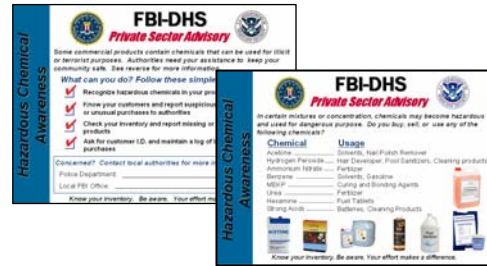 Hazardous Chemical
Awareness
FBI-DHS
Private Sector Advisory
Some commercial products contain chemicals that can be used for illicit
or terrorist purposes. Authorities need your assistance to keep your
community safe. See reverse for more information.
What can you do? Follow these simple
Recognize hazardous chemicals in your
Know your customers and report suspicious
or unusual purchases to authorities
Check your inventory and report missing or
products
Ask for customer I.D. and maintain a log of
purchases
Concerned? Contact local authorities for more
Police Department:
Local FBI Office:
Know your inventory. Be aware. Your effort
Hazardous Chemical
Awareness
FBI-DHS
Private Sector Advisory
In certain mixtures or concentration, chemicals may become hazardous
and used for dangerous purpose. Do you buy, sell, or use any of the
following chemicals?
Chemical Usage
Acetone Solvents, Nail Polish Remover
Hydrogen Peroxide Hair Developer, Pool Sanitizers, Cleaning products
Ammonium Nitrate Fertilizer
Benzene Solvents, Gasoline
MEKP Curing and Bonding Agents
Urea Fertilizer
Hexamine Fuel Tablets
Strong Acids Batteries, Cleaning Products
ACETONE
Know your inventory. Be aware. Your effort makes a difference.